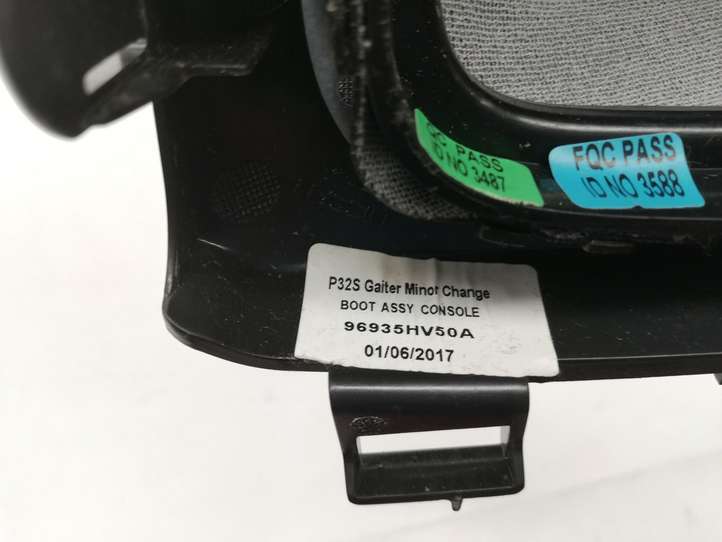 QC PASS
ID NO 3487
FQC PASS
ID NO 3588
P32S Gaiter Minor Change
BOOT ASSY CONSOLE
96935HV50A
01/06/2017